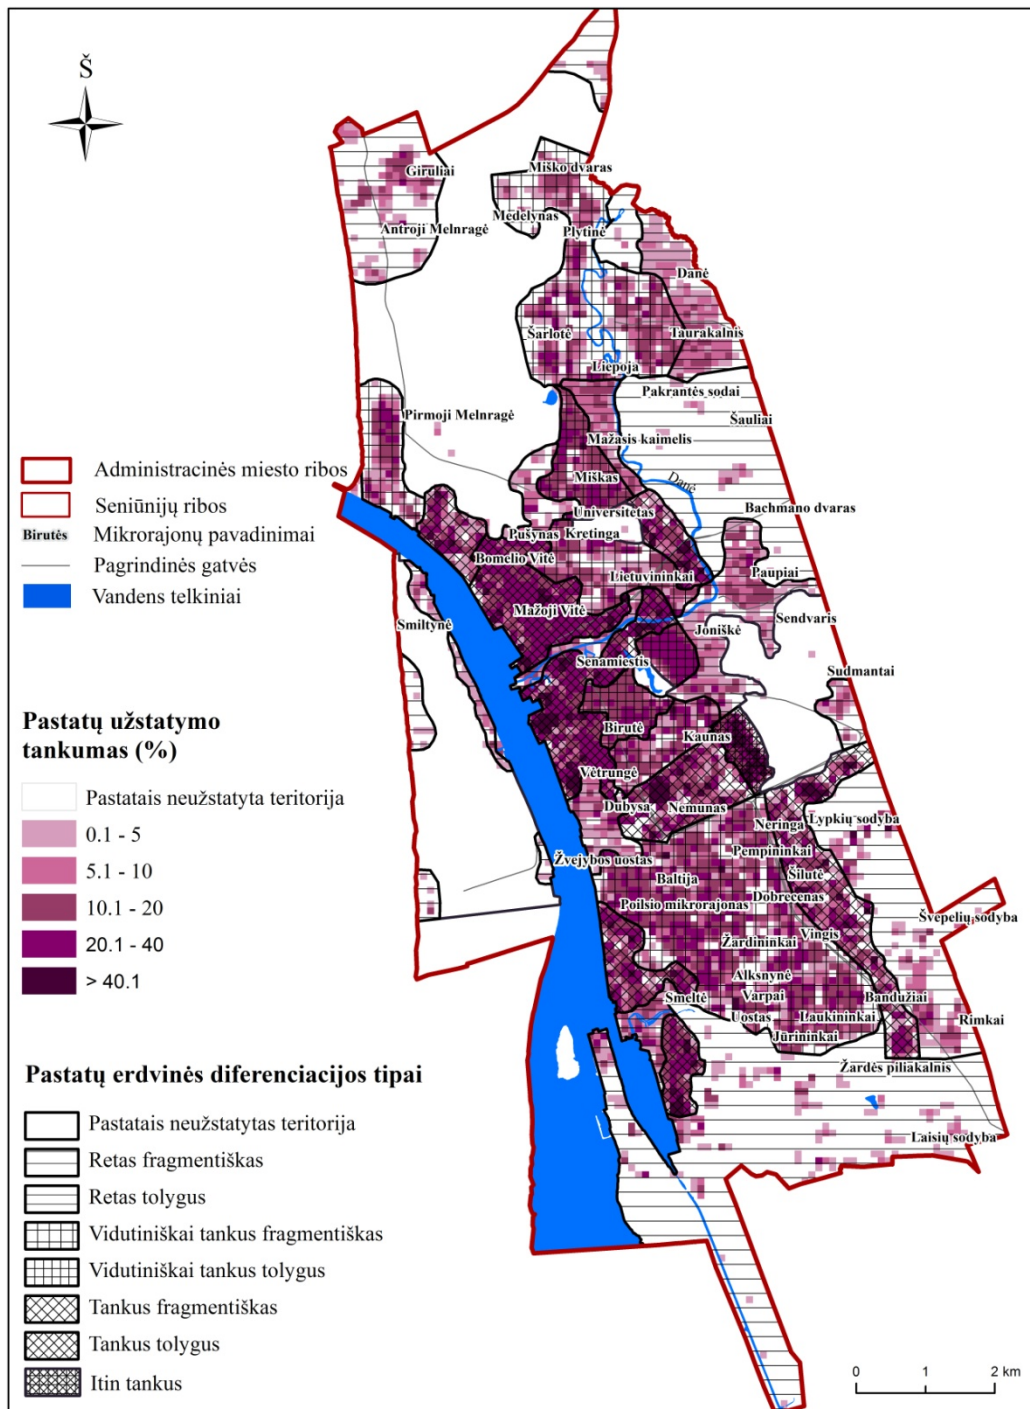 Š
Giruliai
Miško dvaras
Medelynas
Antroji Melnragė
Plytinė
Danė
Šarlotė
Taurakalnis
Liepoja
Pakrantės sodai
Pirmoji Melnragė
Šauliai
Mažasis kaimelis
Miškas
Danė
Bachmano dvaras
Universitetas
Pušynas
Kretinga
Bomelio Vitė
Lietuvininkai
Paupiai
Mažoji Vitė
Smiltynė
Joniškė
Sendvaris
Senamiestis
Sudmantai
Birutė
Kaunas
Vėtrungė
Dubysa
Nemunas
Neringa
Lypkių sodyba
Žvejybos uostas
Pempininkai
Baltija
Šilutė
Poilsio mikrorajonas
Dobrecenas
Švepelių sodyba
Vingis
Žardininkai
Alksnynė
Smeltė
Varpai
Bandužiai
Uostas
Laukininkai
Rimkai
Jūrininkai
Žardės piliakalnis
Laisių sodyba
Administracinės miesto ribos
Seniūnijų ribos
Birutės Mikrorajonų pavadinimai
Pagrindinės gatvės
Vandens telkiniai
Pastatų užstatymo
tankumas (%)
Pastatais neužstatyta teritorija
0.1 - 5
5.1 - 10
10.1 - 20
20.1 - 40
> 40.1
Pastatų erdvinės diferenciacijos tipai
Pastatais neužstatytas teritorija
Retas fragmentiškas
Retas tolygus
Vidutiniškai tankus fragmentiškas
Vidutiniškai tankus tolygus
Tankus fragmentiškas
Tankus tolygus
Itin tankus
0 1 2 km